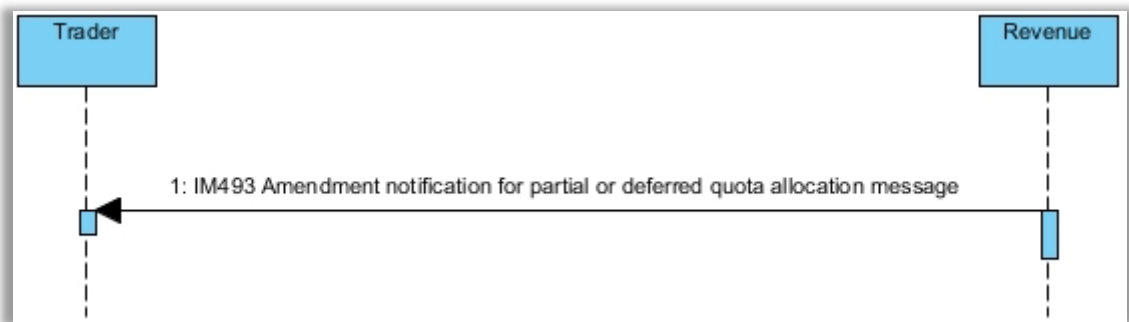 Trader
Revenue
1: IM493 Amendment notification for partial or deferred quota allocation message